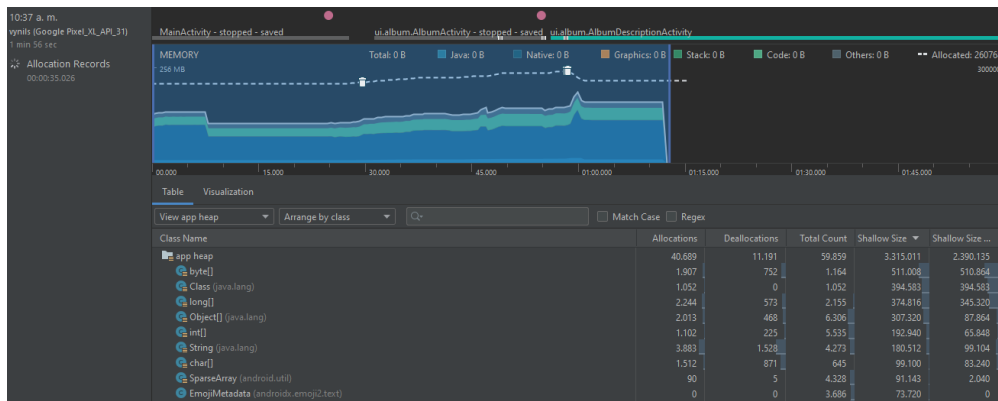 10:37 a. m.
vynils (Google Pixel_XL_API_31)
1 min 56 sec
Allocation Records
00:00:35.026
MainActivity - stopped - saved
ui.album.AlbumActivity - stopped - saved
ui.album.AlbumDescriptionActivity
MEMORY
Total: 0 B
Java: 0 B
Native: 0 B
Graphics: 0 B
Stack: 0 B
Code: 0 B
Others: 0 B
Allocated: 26076
256 MB
300000
00.000 15.000 30.000 45.000 01:00.000 01:15.000 01:30.000 01:45.000
Table Visualization
View app heap Arrange by class Match Case Regex
Class Name Allocations Deallocations Total Count Shallow Size Shallow Size ...
app heap 40.689 11.191 59.859 3.315.011 2.390.135
byte[] 1.907 752 1.164 511.008 510.864
Class (java.lang) 1.052 0 1.052 394.583 394.583
long[] 2.244 573 2.155 374.816 345.320
Object[] (java.lang) 2.013 468 6.306 307.320 87.864
int[] 1.102 225 5.535 192.940 65.848
String (java.lang) 3.883 1.528 4.273 180.512 99.104
char[] 1.512 871 645 99.100 83.240
SparseArray (android.util) 90 5 4.328 91.143 2.040
EmojiMetadata (androidx.emoji2.text) 0 0 3.686 73.720 0